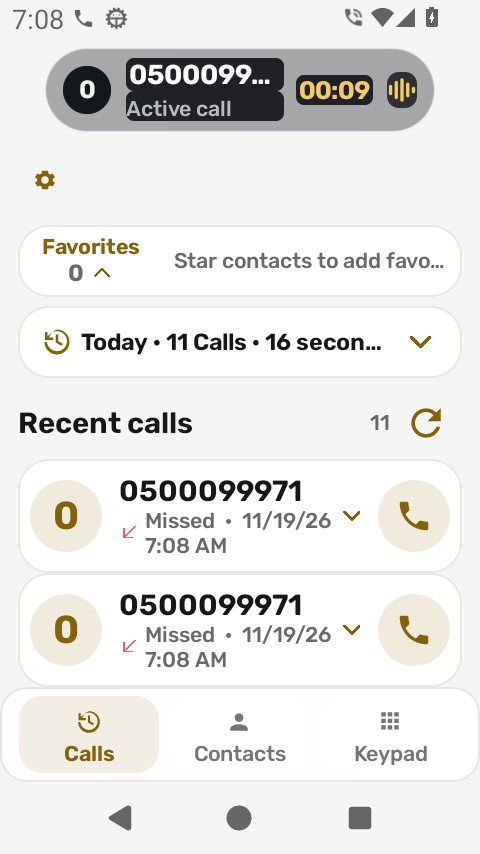 7:08
0
0500099...
Active call
00:09
Favorites
0
Star contacts to add favo...
Today • 11 Calls • 16 secon...
Recent calls
11
0
0500099971
Missed • 11/19/26
7:08 AM
0
0500099971
Missed • 11/19/26
7:08 AM
Calls
Contacts
Keypad